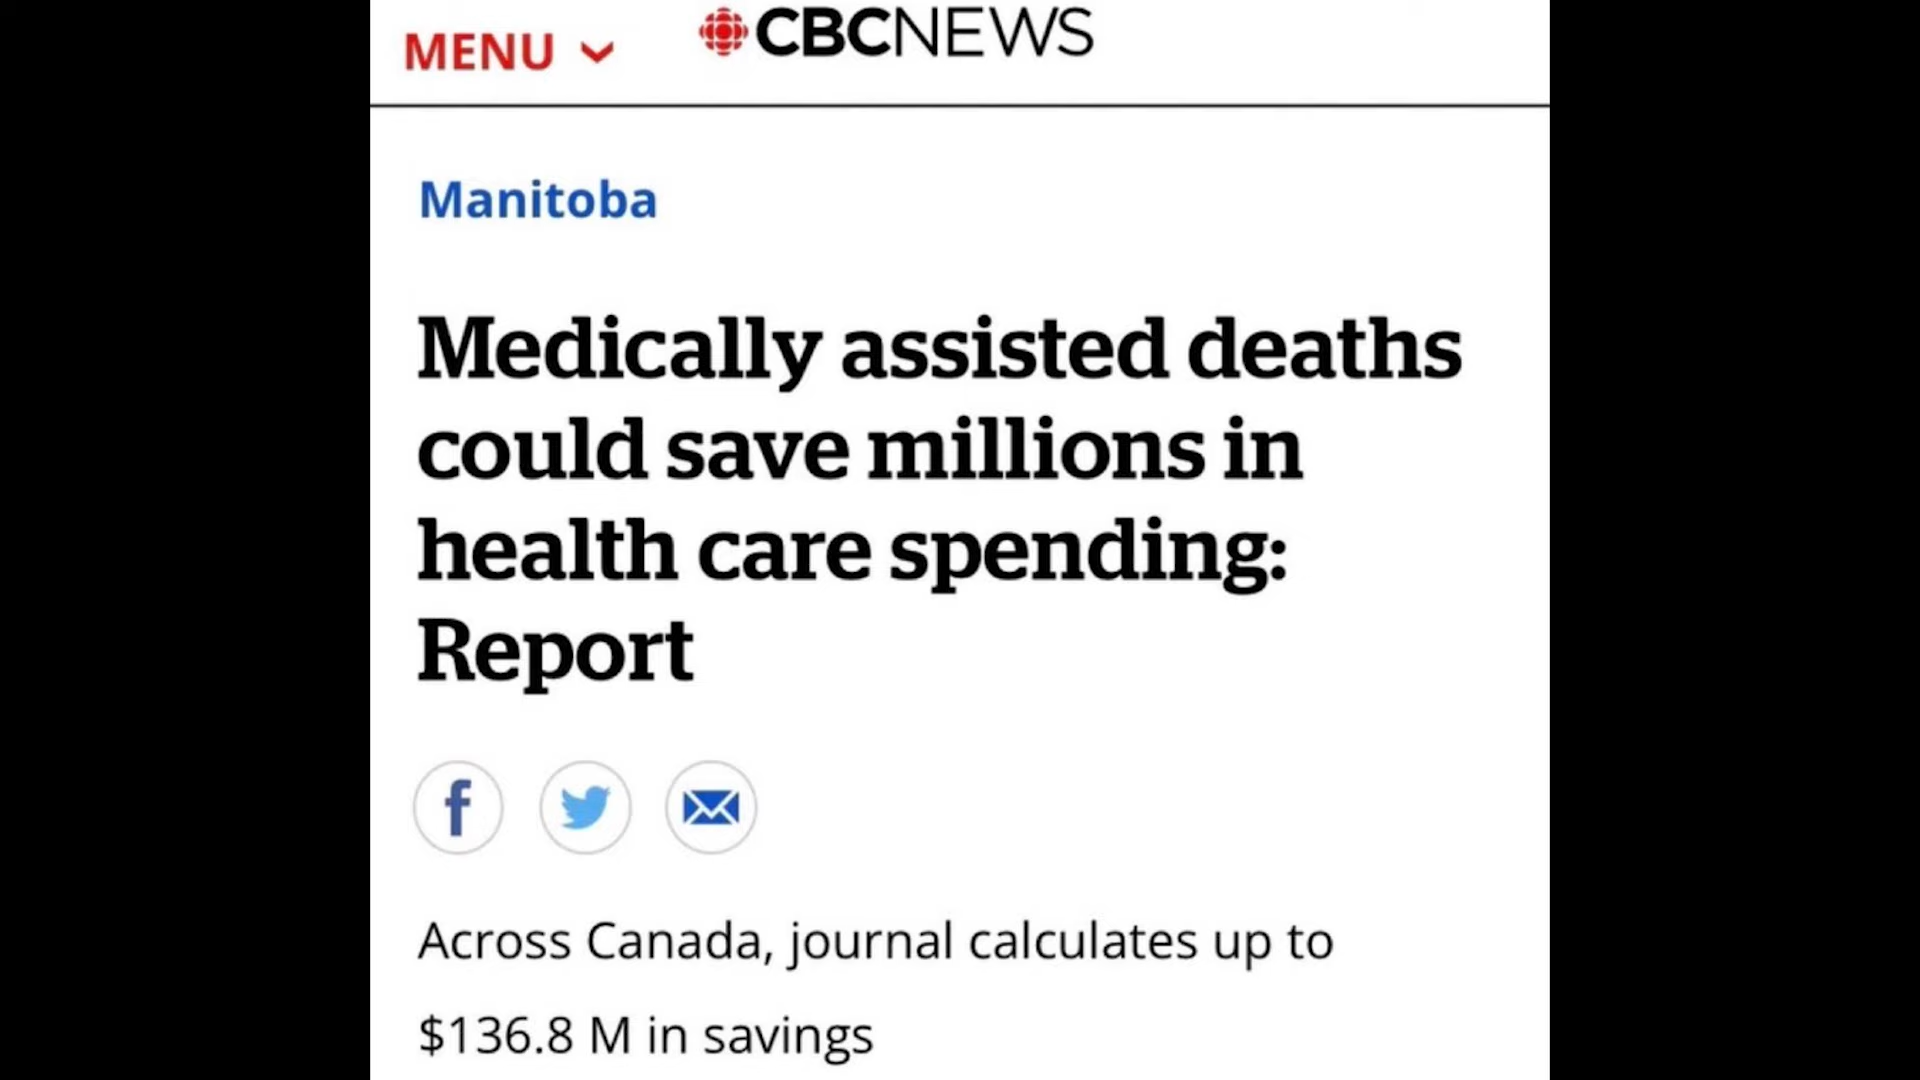 MENU
CBCNEWS
Manitoba
Medically assisted deaths
could save millions in
health care spending:
Report
Across Canada, journal calculates up to
$136.8 M in savings